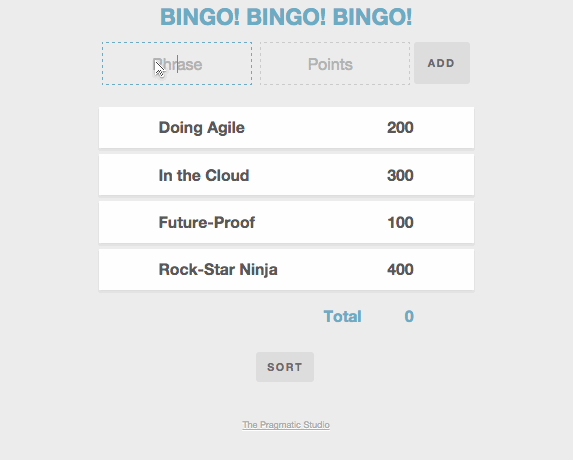 BINGO! BINGO! BINGO!
Phrase Points ADD
Doing Agile 200
In the Cloud 300
Future-Proof 100
Rock-Star Ninja 400
Total 0
SORT
The Pragmatic Studio